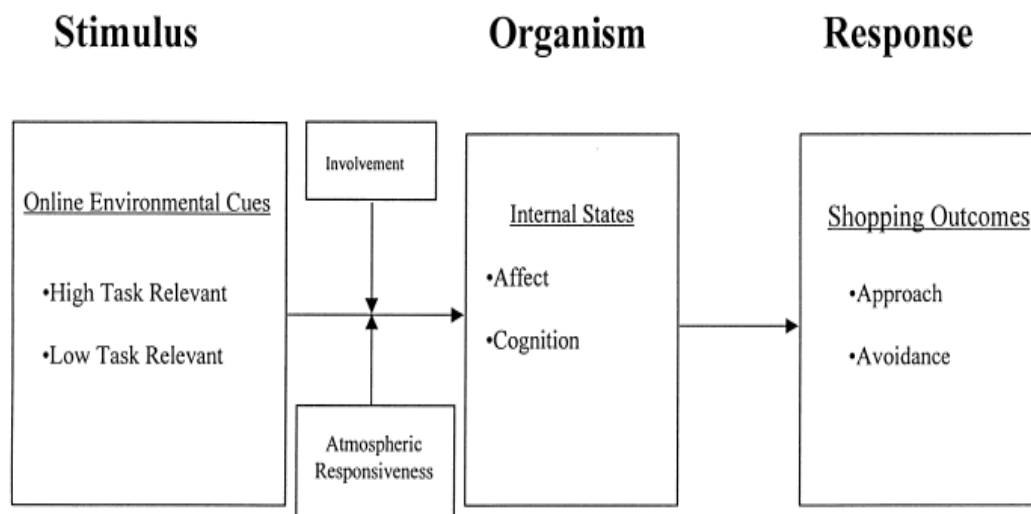 Stimulus
Organism
Response
Online Environmental Cues
•High Task Relevant
•Low Task Relevant
Involvement
Atmospheric
Responsiveness
Internal States
•Affect
•Cognition
Shopping Outcomes
•Approach
•Avoidance